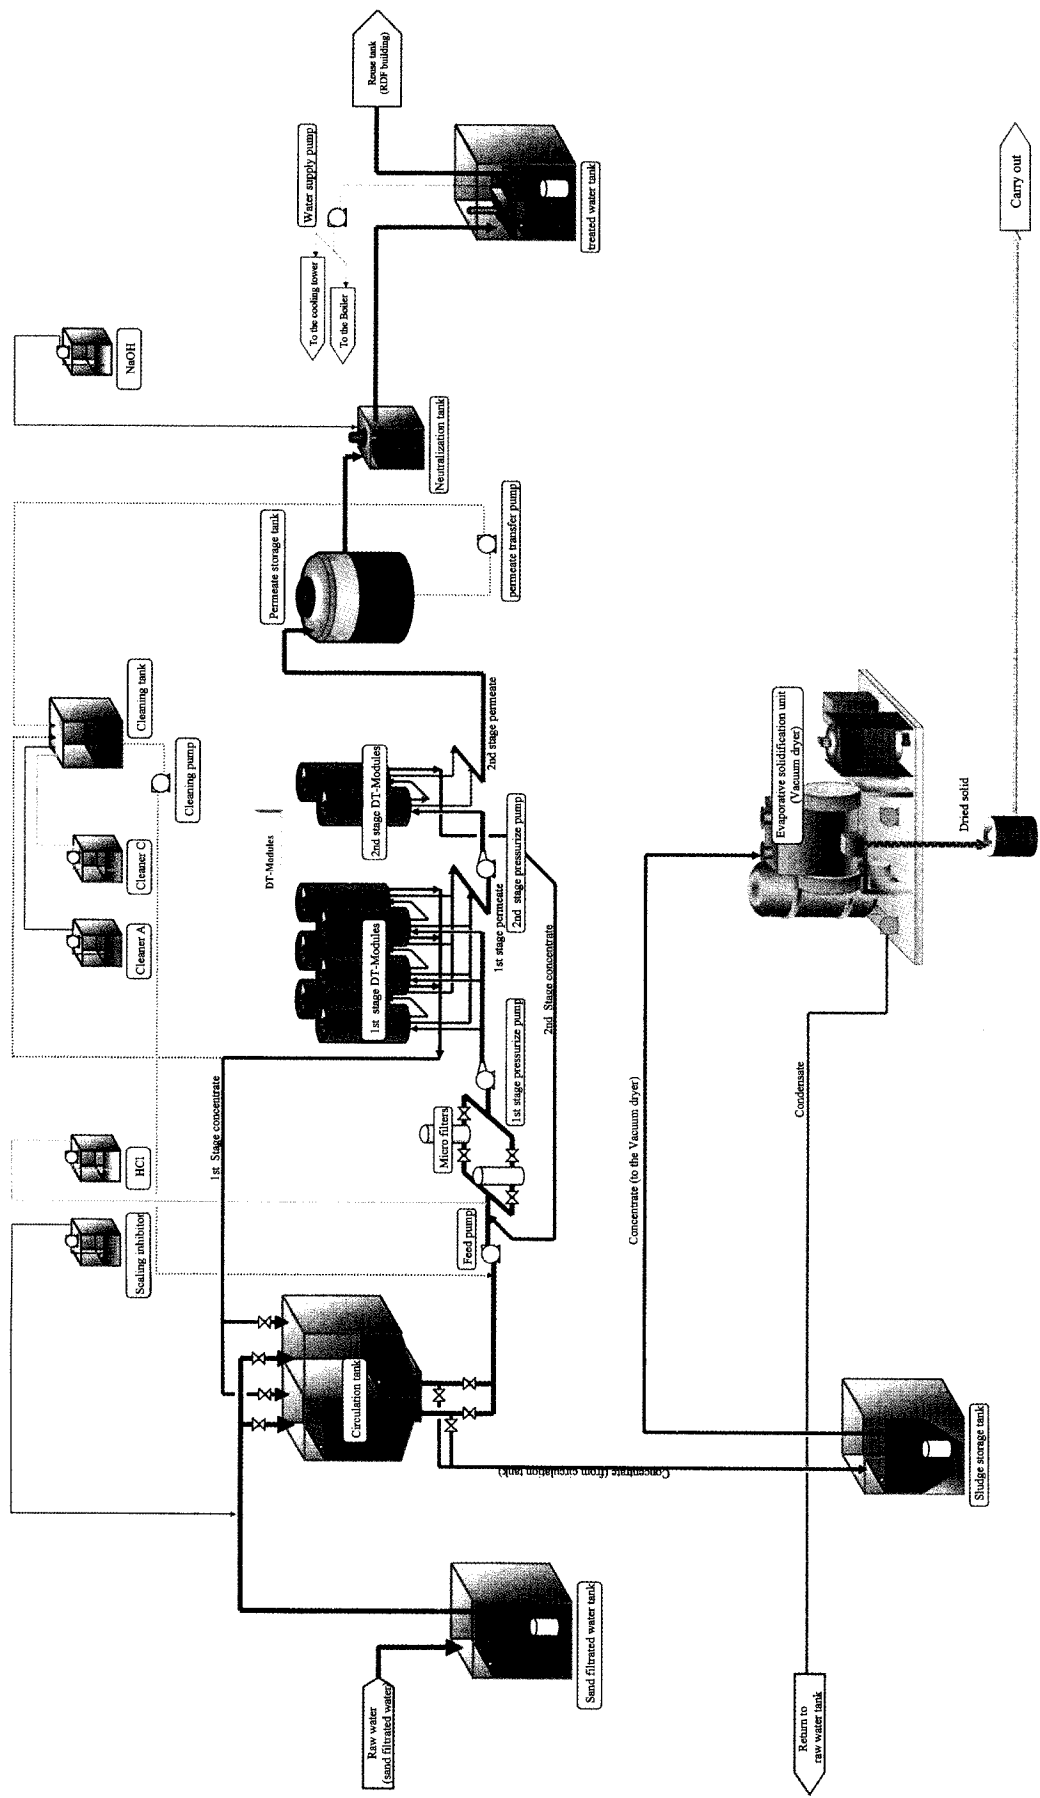 Raw water
(sand filtrated water)
Sand filtrated water tank
Scaling inhibitor
HCl
Cleaner A
Cleaner C
Cleaning tank
Cleaning pump
NaOH
1st Stage concentrate
Circulation tank
Feed pump
Micro filters
1st stage pressurize pump
DT-Modules
1st stage DT-Modules
1st stage permeate
2nd stage pressurize pump
2nd Stage concentrate
2nd stage DT-Modules
2nd stage permeate
Permeate storage tank
permeate transfer pump
Neutralization tank
To the cooling tower
To the Boiler
Water supply pump
treated water tank
Reuse tank
(RDF building)
Concentrate (from circulation tank)
Sludge storage tank
Concentrate (to the Vacuum dryer)
Evaporative solidification unit
(Vacuum dryer)
Condensate
Return to
raw water tank
Dried solid
Carry out